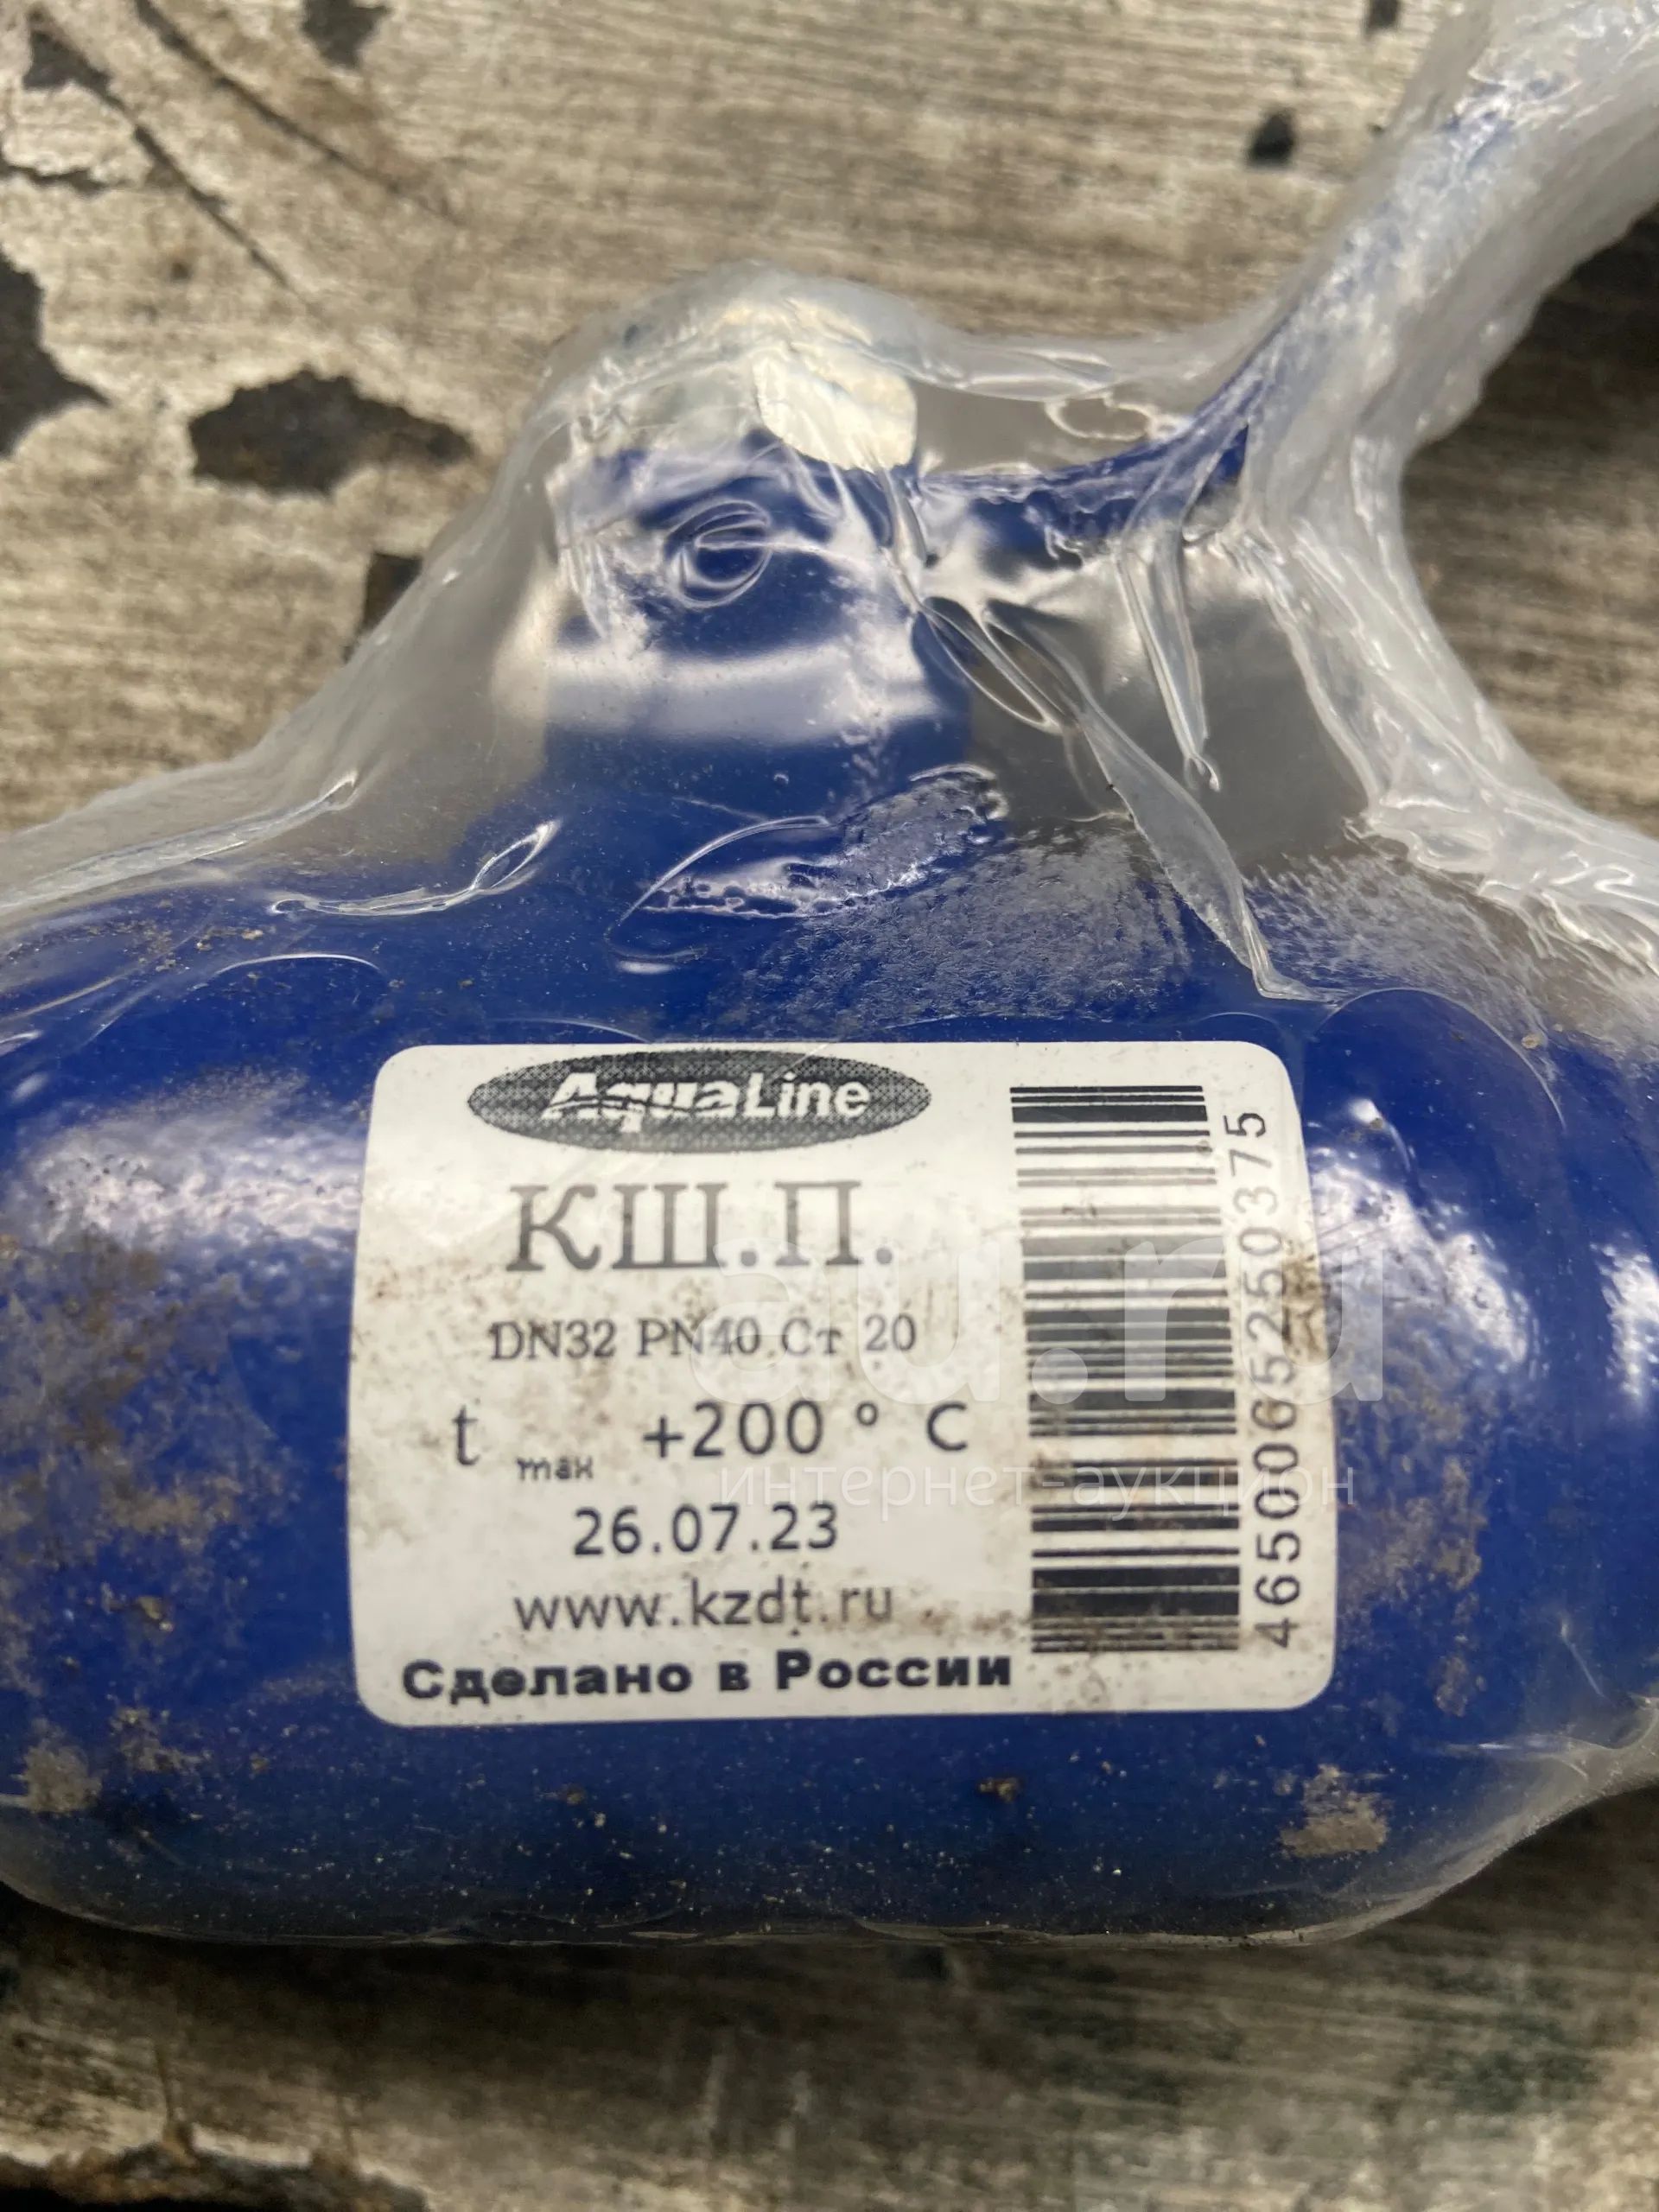 AquaLine
КШ.П.
DN32 PN40 Ст 20
t max +200 ° C
26.07.23
www.kzdt.ru
Сделано в России
4650006525250375
au.ru
интернет-аукцион